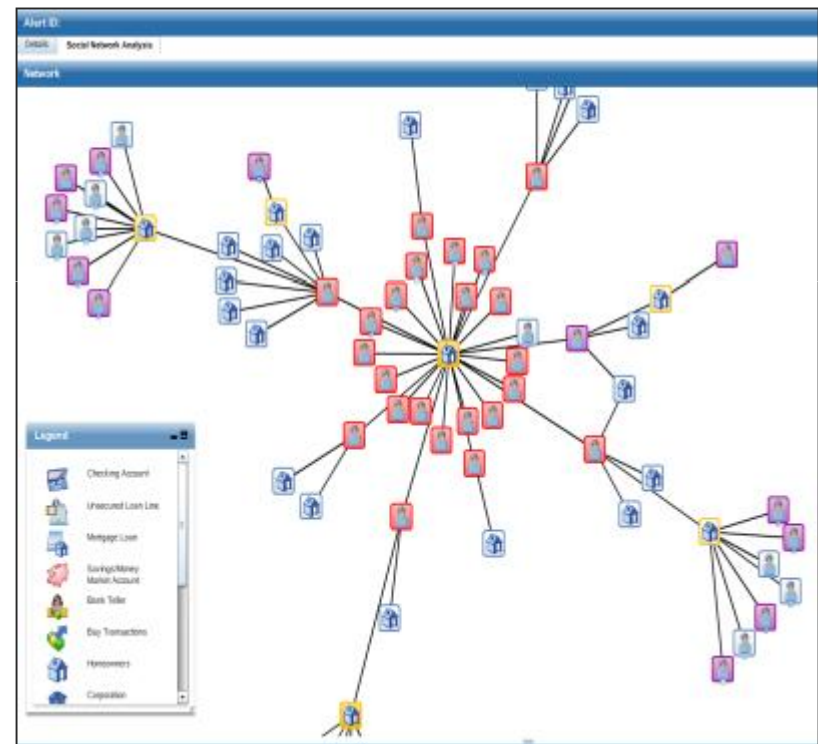 Alert ID:
Details Social Network Analysis
Network
Legend
Checking Account
Unsecured Loan Line
Mortgage Loan
Savings/Money
Market Account
Bank Teller
Buy Transactions
Homeowners
Corporation